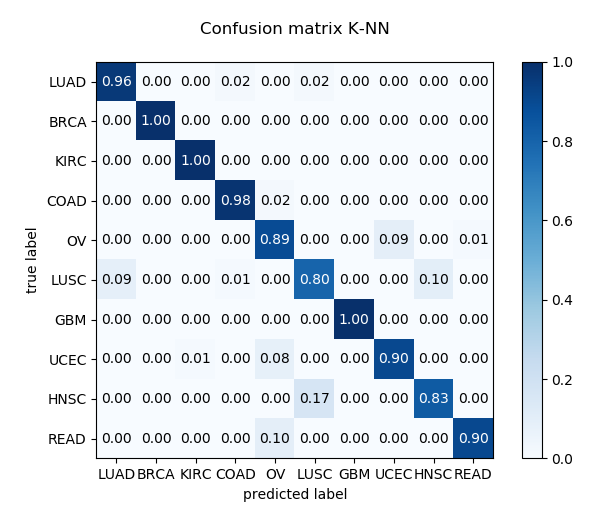 Confusion matrix K-NN
LUAD 0.96 0.00 0.00 0.02 0.00 0.02 0.00 0.00 0.00 0.00
BRCA 0.00 1.00 0.00 0.00 0.00 0.00 0.00 0.00 0.00 0.00
KIRC 0.00 0.00 1.00 0.00 0.00 0.00 0.00 0.00 0.00 0.00
COAD 0.00 0.00 0.00 0.98 0.02 0.00 0.00 0.00 0.00 0.00
OV 0.00 0.00 0.00 0.00 0.89 0.00 0.00 0.09 0.00 0.01
LUSC 0.09 0.00 0.00 0.01 0.00 0.80 0.00 0.00 0.10 0.00
GBM 0.00 0.00 0.00 0.00 0.00 0.00 1.00 0.00 0.00 0.00
UCEC 0.00 0.00 0.01 0.00 0.08 0.00 0.00 0.90 0.00 0.00
HNSC 0.00 0.00 0.00 0.00 0.00 0.17 0.00 0.00 0.83 0.00
READ 0.00 0.00 0.00 0.00 0.10 0.00 0.00 0.00 0.00 0.90
LUAD BRCA KIRC COAD OV LUSC GBM UCEC HNSC READ
predicted label
true label
1.0
0.8
0.6
0.4
0.2
0.0